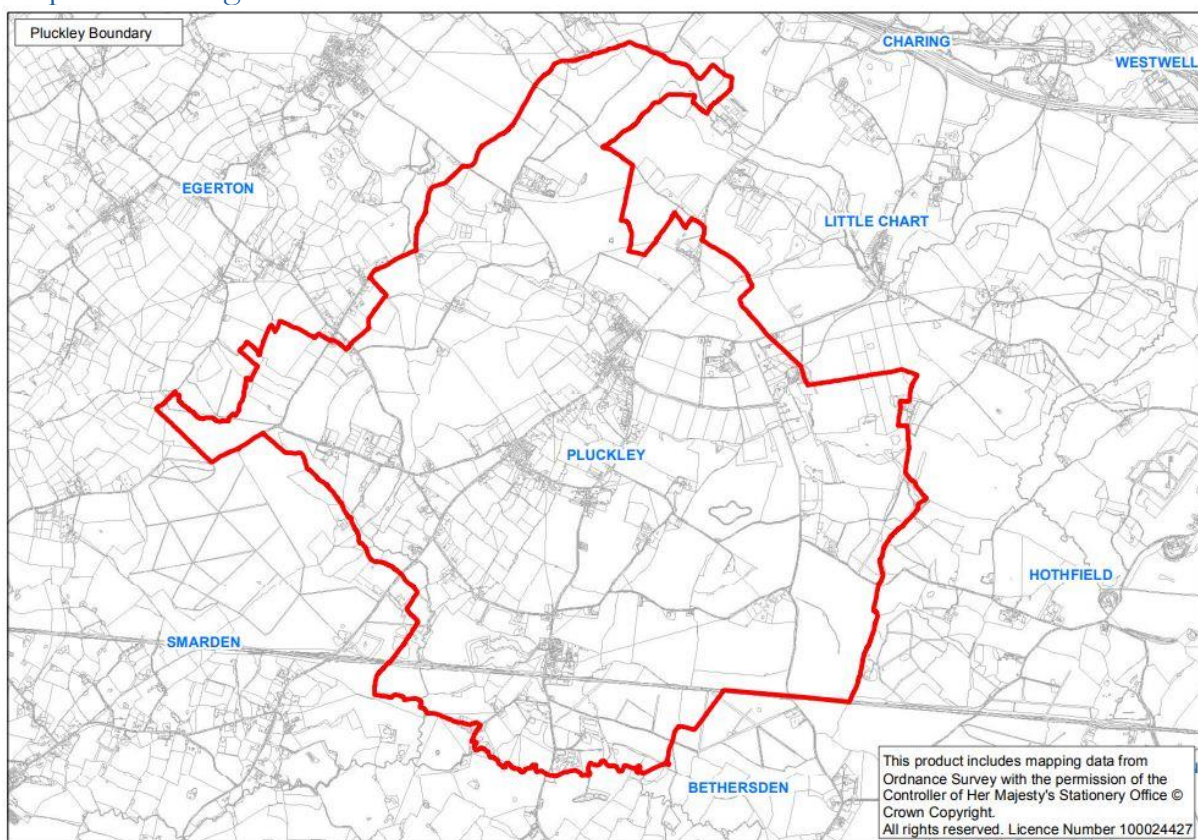 Pluckley Boundary
CHARING
WESTWELL
EGERTON
LITTLE CHART
PLUCKLEY
HOTHFIELD
SMARDEN
BETHERSDEN
This product includes mapping data from
Ordnance Survey with the permission of the
Controller of Her Majesty's Stationery Office ©
Crown Copyright.
All rights reserved. Licence Number 100024427